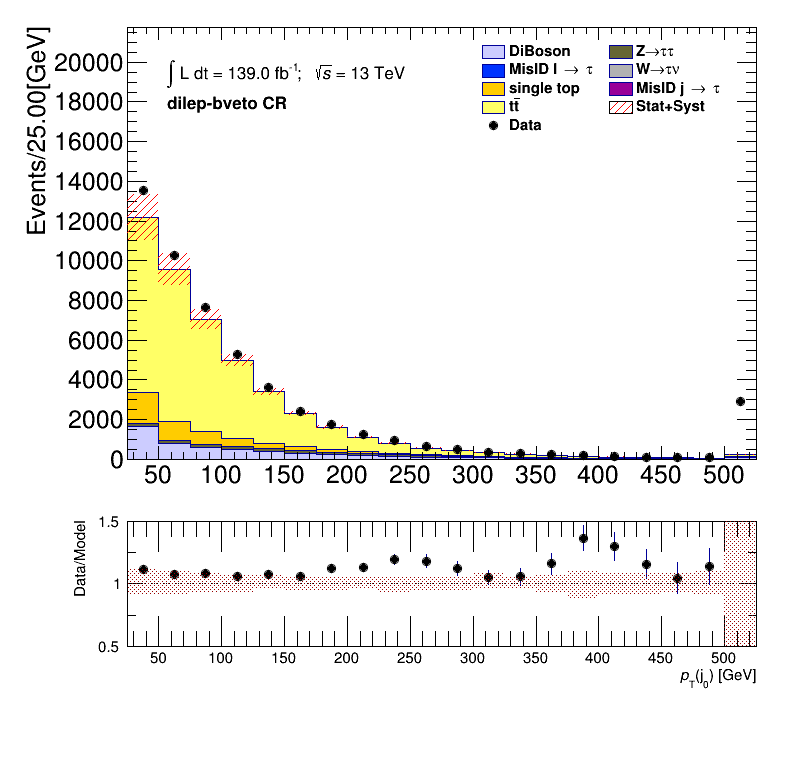 Events/25.00[GeV]
20000
18000
16000
14000
12000
10000
8000
6000
4000
2000
0
∫ L dt = 139.0 fb⁻¹; √s = 13 TeV
dilep-bveto CR
DiBoson
MisID l → τ
single top
tt̄
Data
Z→ττ
W→τν
MisID j → τ
Stat+Syst
50 100 150 200 250 300 350 400 450 500
Data/Model
1.5
1
0.5
50 100 150 200 250 300 350 400 450 500
p_T(j_0) [GeV]